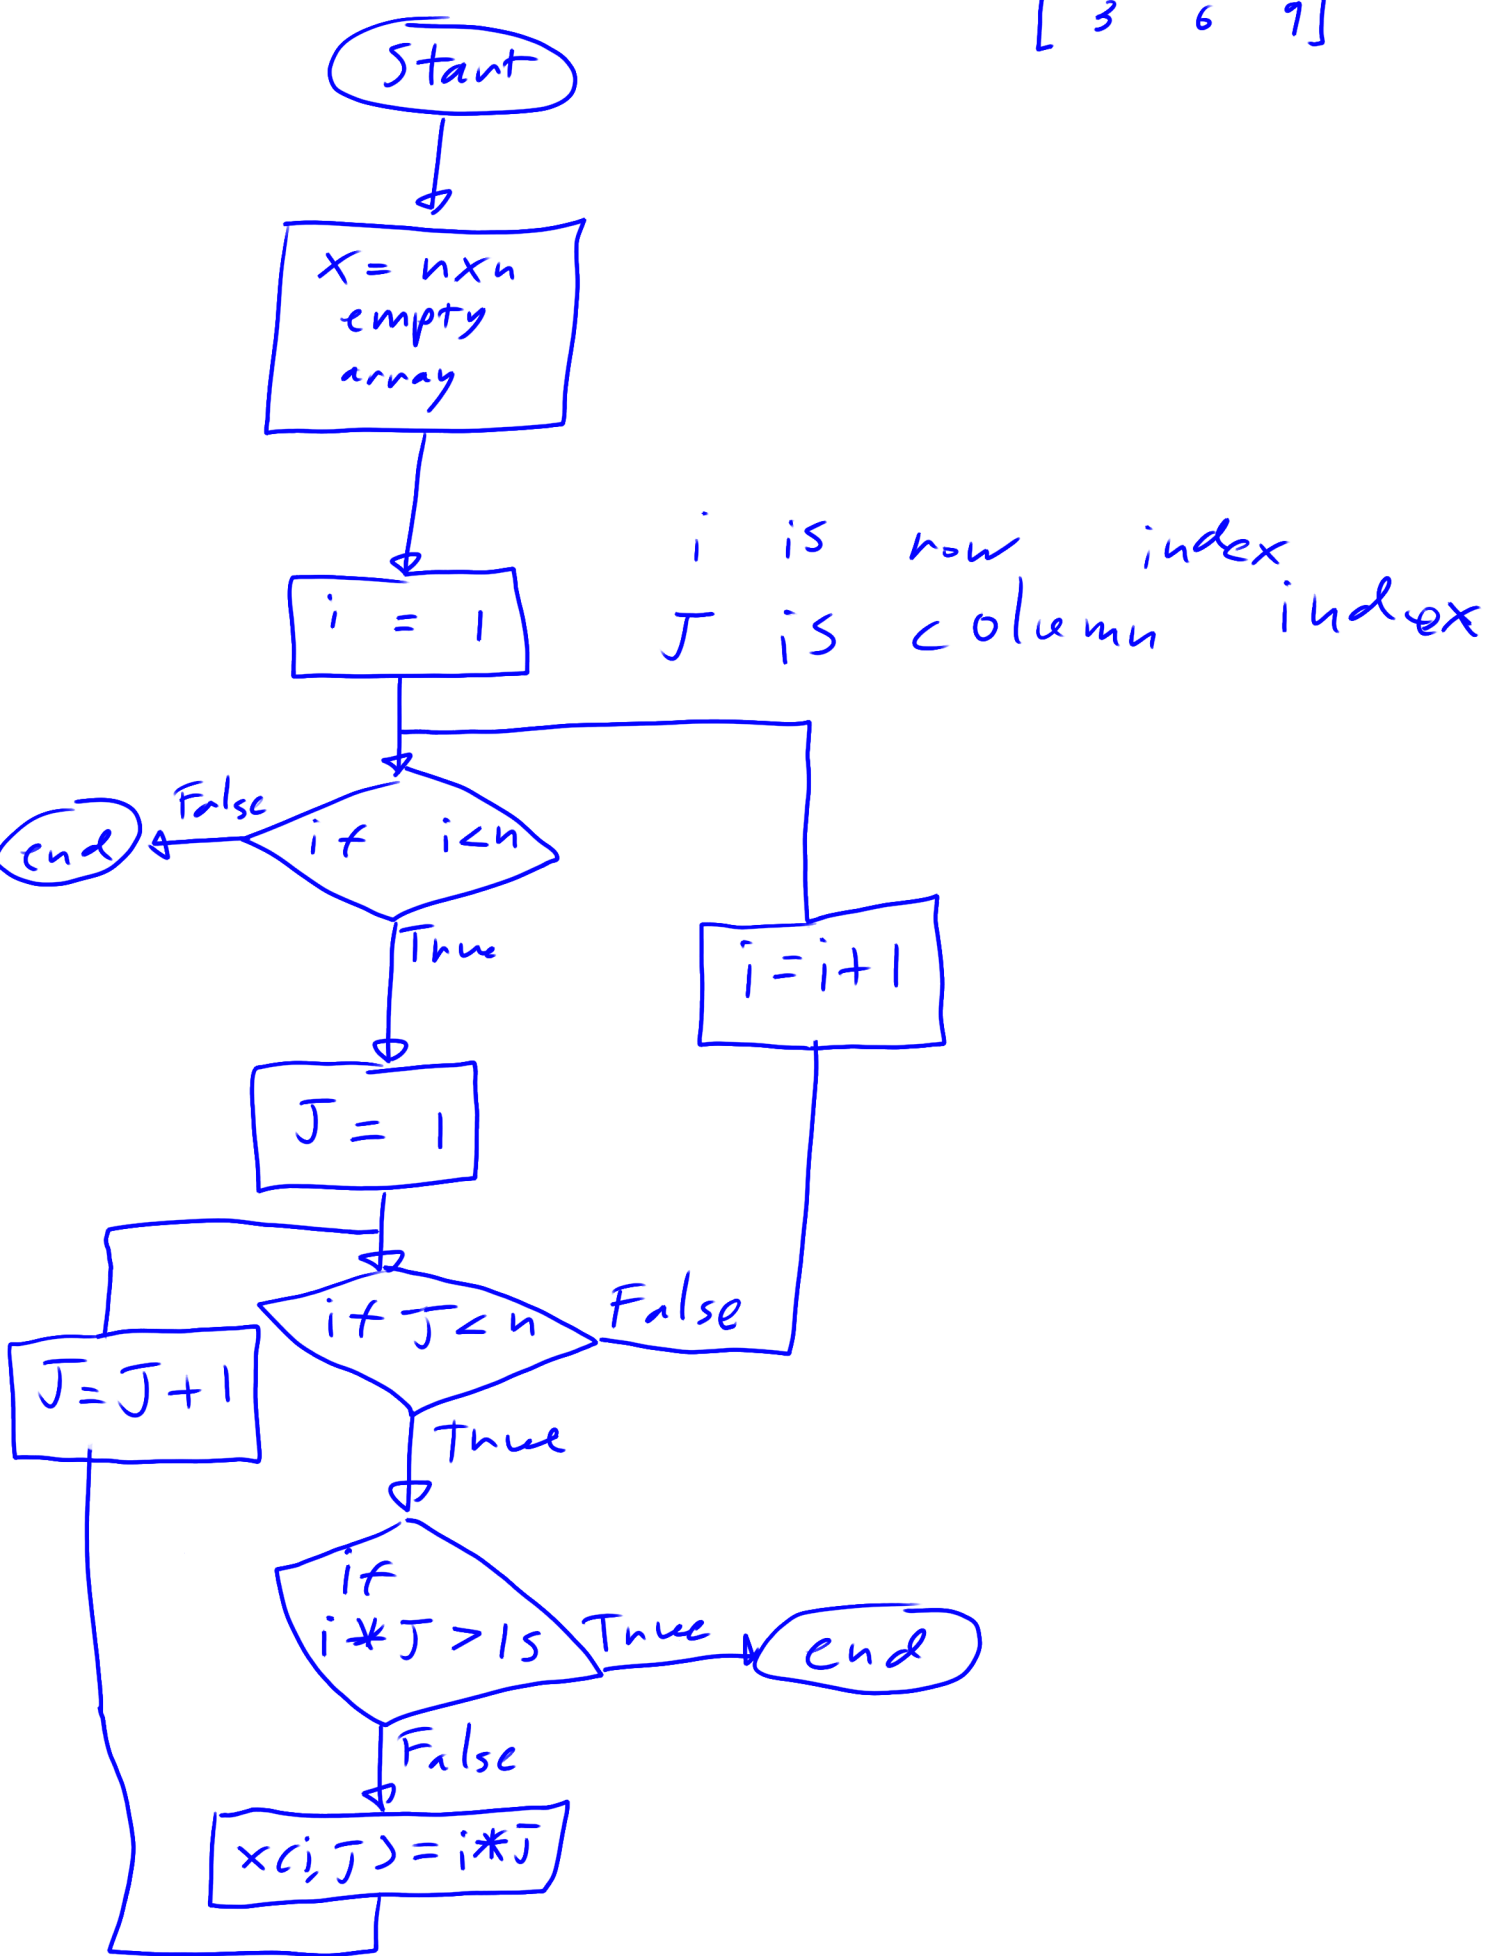 [ 3 6 9 ]
Start
X = nxn
empty
array
i = 1
i is row index
J is column index
if i<n
False
end
True
i = i + 1
J = 1
if J < n
False
J = J + 1
True
if
i * J > 15
True
end
False
x(i, J) = i * J